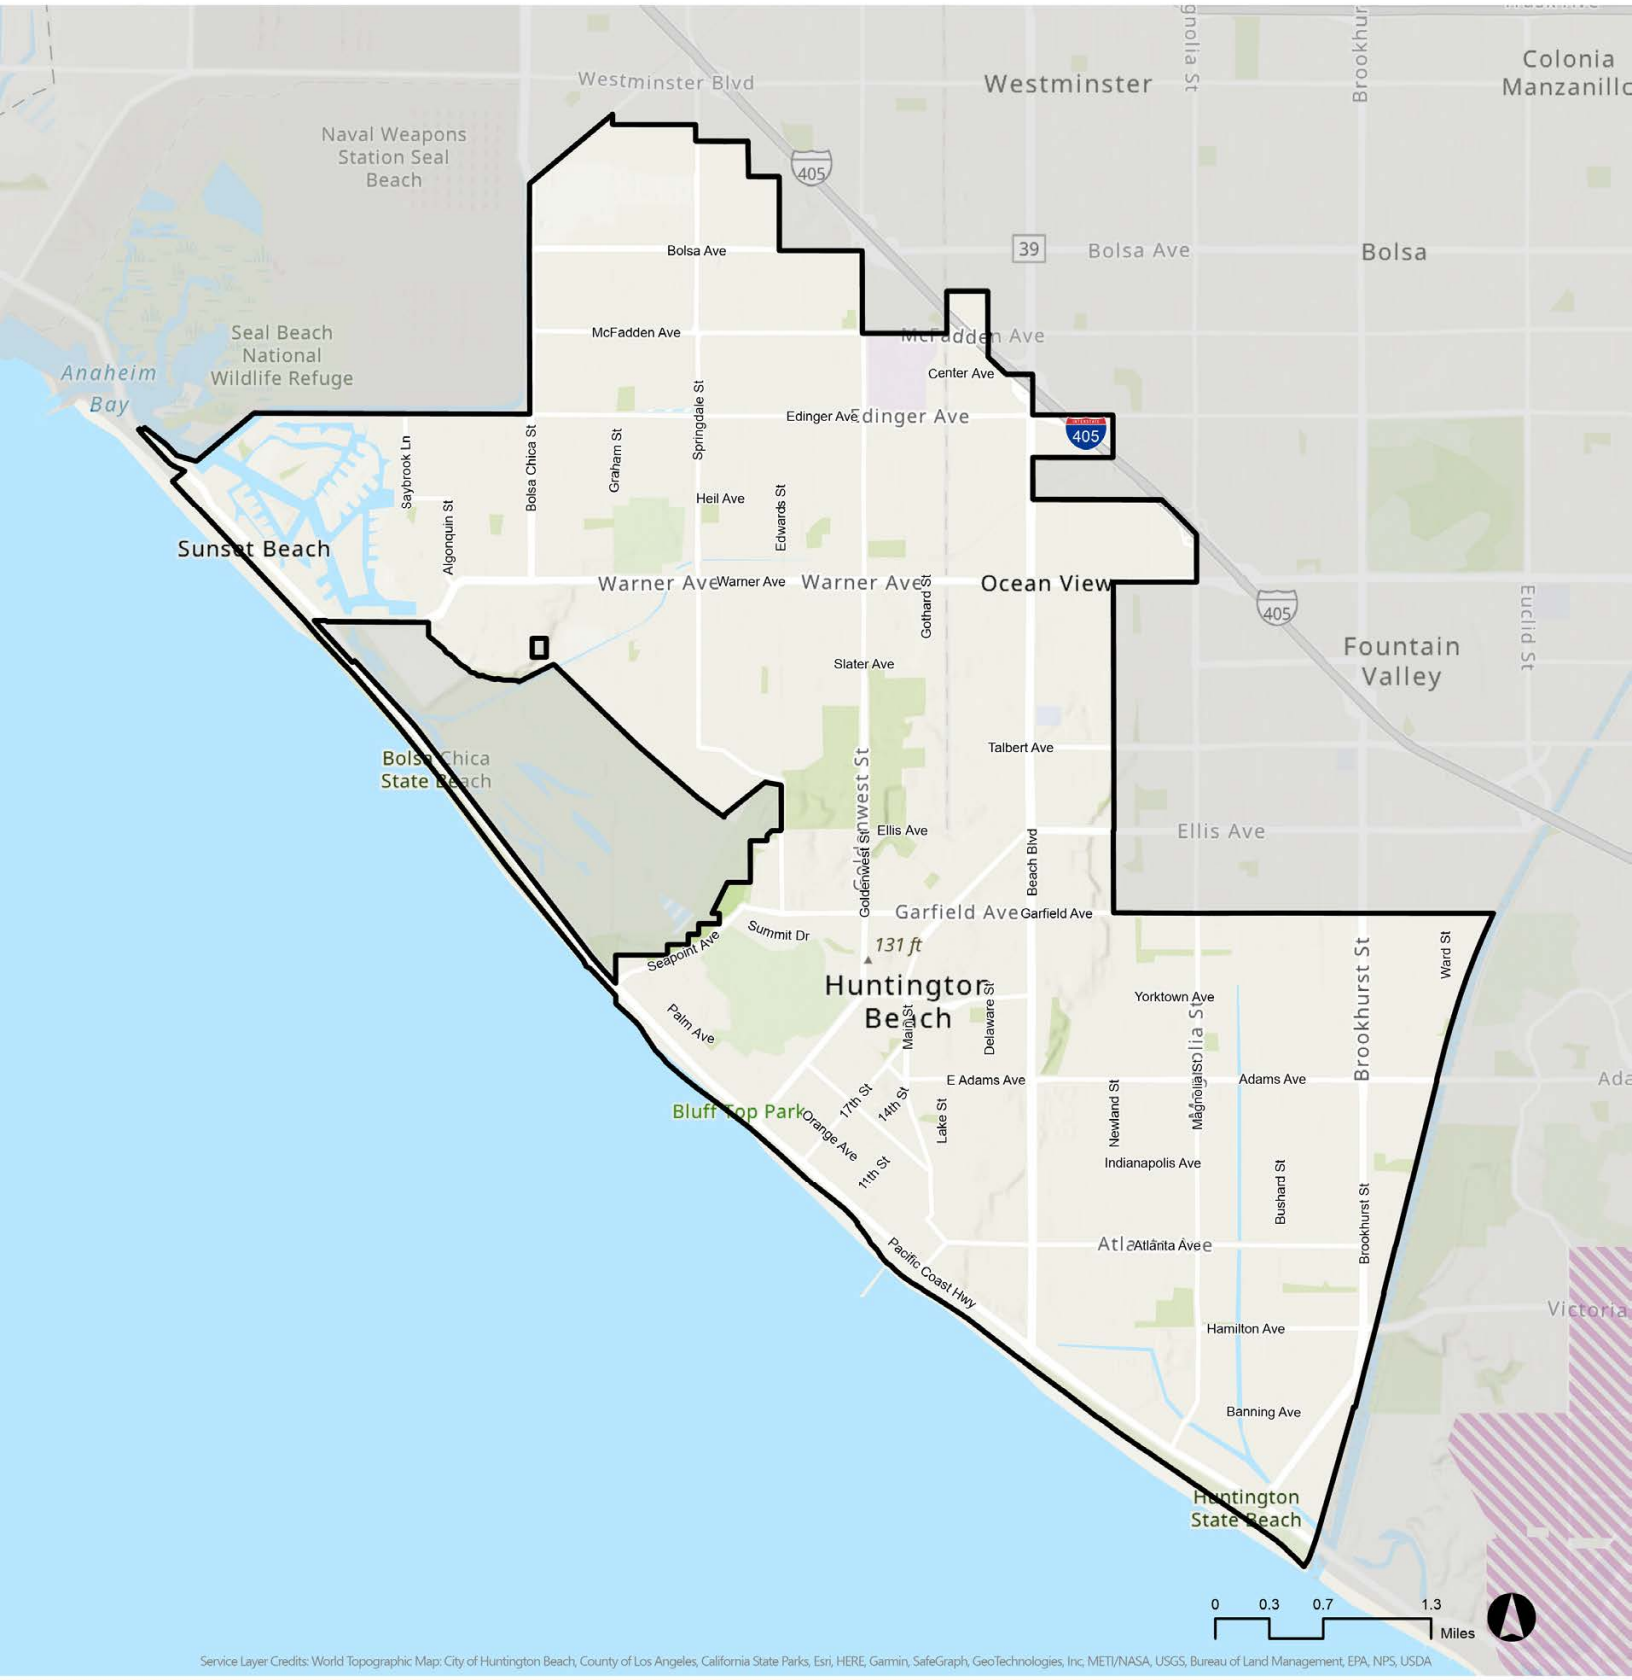 Westminster Blvd
Westminster
Colonia
Manzanillo
Naval Weapons
Station Seal
Beach
405
39
Bolsa Ave
Bolsa
Bolsa Ave
McFadden Ave
McFadden Ave
Seal Beach
National
Wildlife Refuge
Anaheim
Bay
Center Ave
Edinger Ave
Edinger Ave
INTERSTATE
405
Springdale St
Saybrook Ln
Bolsa Chica St
Graham St
Algonquin St
Heil Ave
Edwards St
Sunset Beach
Warner Ave
Warner Ave
Warner Ave
Gothard St
Ocean View
405
Euclid St
Fountain
Valley
Slater Ave
Talbert Ave
Bolsa Chica
State Beach
Goldenwest St
Goldenwest St
Ellis Ave
Beach Blvd
Ellis Ave
Garfield Ave
Garfield Ave
Summit Dr
Seapoint Ave
131 ft
Huntington
Beach
Main St
Delaware St
Yorktown Ave
Ward St
Brookhurst St
Magnolia St
Palm Ave
E Adams Ave
Adams Ave
Bluff Top Park
17th St
14th St
Lake St
Newland St
Magnolia St
Orange Ave
11th St
Indianapolis Ave
Bushard St
Brookhurst St
Atlanta Ave
Pacific Coast Hwy
Hamilton Ave
Victoria
Banning Ave
Huntington
State Beach
0 0.3 0.7 1.3
Miles
Service Layer Credits: World Topographic Map: City of Huntington Beach, County of Los Angeles, California State Parks, Esri, HERE, Garmin, SafeGraph, GeoTechnologies, Inc, METI/NASA, USGS, Bureau of Land Management, EPA, NPS, USDA